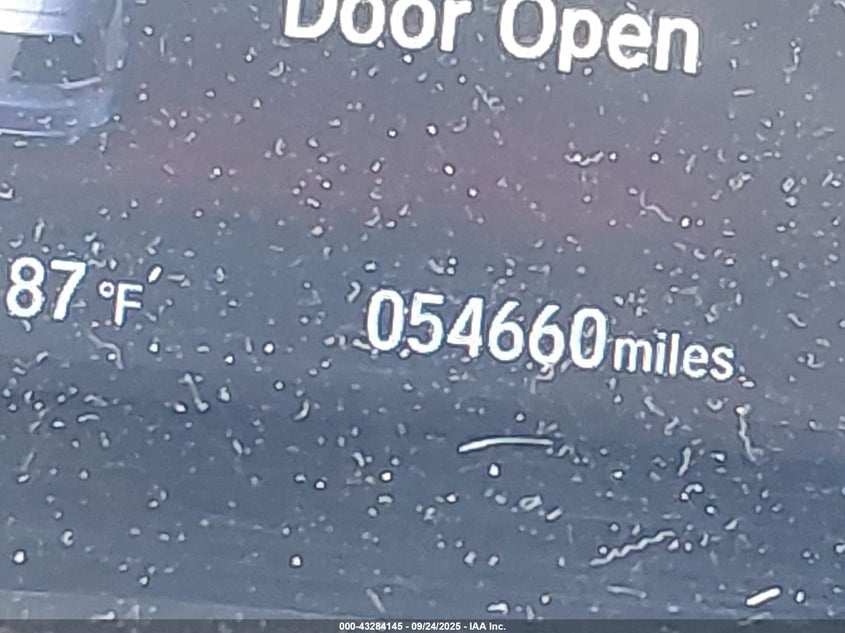 Door Open
87 °F
054660 miles
000-43284145 - 09/24/2025 - IAA Inc.